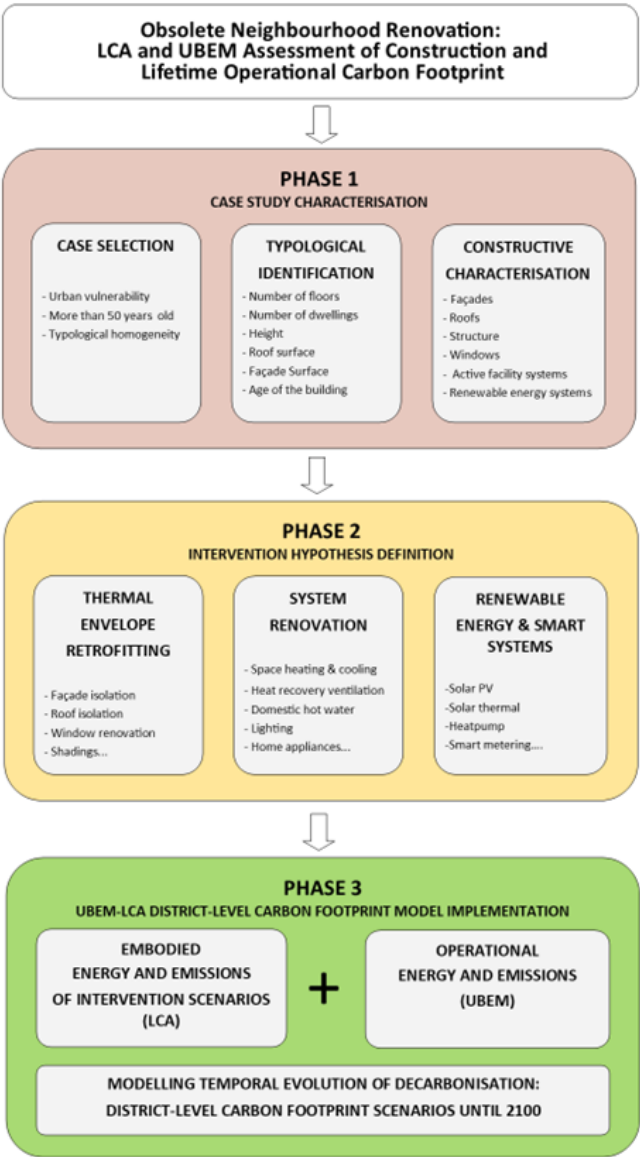 Obsolete Neighbourhood Renovation:
LCA and UBEM Assessment of Construction and
Lifetime Operational Carbon Footprint
PHASE 1
CASE STUDY CHARACTERISATION
CASE SELECTION
- Urban vulnerability
- More than 50 years old
- Typological homogeneity
TYPOLOGICAL
IDENTIFICATION
- Number of floors
- Number of dwellings
- Height
- Roof surface
- Façade Surface
- Age of the building
CONSTRUCTIVE
CHARACTERISATION
- Façades
- Roofs
- Structure
- Windows
- Active facility systems
- Renewable energy systems
PHASE 2
INTERVENTION HYPOTHESIS DEFINITION
THERMAL
ENVELOPE
RETROFITTING
- Façade isolation
- Roof isolation
- Window renovation
- Shadings...
SYSTEM
RENOVATION
- Space heating & cooling
- Heat recovery ventilation
- Domestic hot water
- Lighting
- Home appliances...
RENEWABLE
ENERGY & SMART
SYSTEMS
-Solar PV
-Solar thermal
-Heatpump
-Smart metering....
PHASE 3
UBEM-LCA DISTRICT-LEVEL CARBON FOOTPRINT MODEL IMPLEMENTATION
EMBODIED
ENERGY AND EMISSIONS
OF INTERVENTION SCENARIOS
(LCA)
+
OPERATIONAL
ENERGY AND EMISSIONS
(UBEM)
MODELLING TEMPORAL EVOLUTION OF DECARBONISATION:
DISTRICT-LEVEL CARBON FOOTPRINT SCENARIOS UNTIL 2100